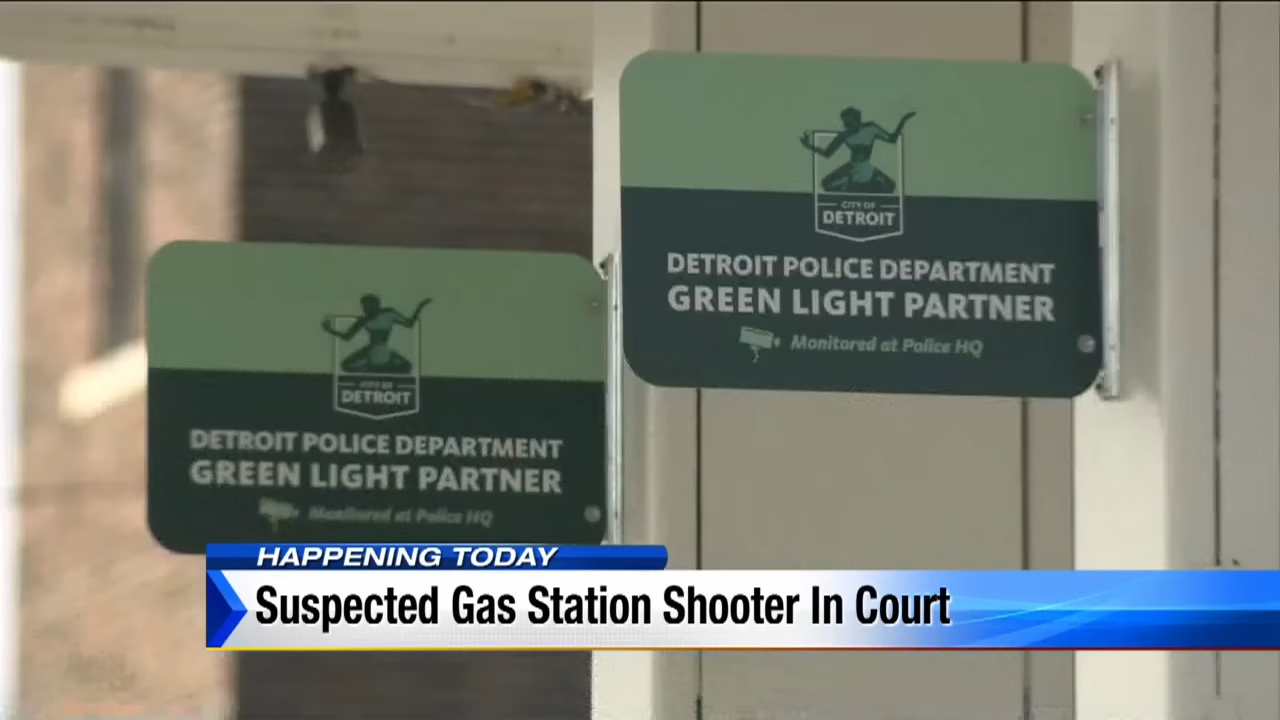 CITY OF
DETROIT
DETROIT POLICE DEPARTMENT
GREEN LIGHT PARTNER
Monitored at Police HQ
CITY OF
DETROIT
DETROIT POLICE DEPARTMENT
GREEN LIGHT PARTNER
Monitored at Police HQ
HAPPENING TODAY
Suspected Gas Station Shooter In Court